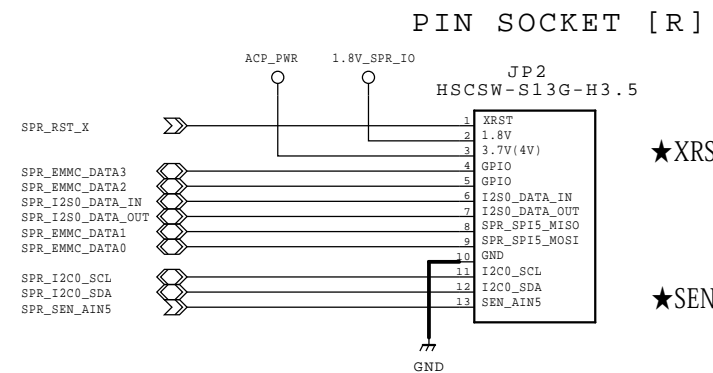 PIN SOCKET [R]
ACP_PWR
1.8V_SPR_IO
JP2
HSCSW-S13G-H3.5
SPR_RST_X
1 XRST
2 1.8V
3 3.7V(4V)
SPR_EMMC_DATA3
4 GPIO
SPR_EMMC_DATA2
5 GPIO
SPR_I2S0_DATA_IN
6 I2S0_DATA_IN
SPR_I2S0_DATA_OUT
7 I2S0_DATA_OUT
SPR_EMMC_DATA1
8 SPR_SPI5_MISO
SPR_EMMC_DATA0
9 SPR_SPI5_MOSI
10 GND
SPR_I2C0_SCL
11 I2C0_SCL
SPR_I2C0_SDA
12 I2C0_SDA
SPR_SEN_AIN5
13 SEN_AIN5
GND
★XRS
★SEN